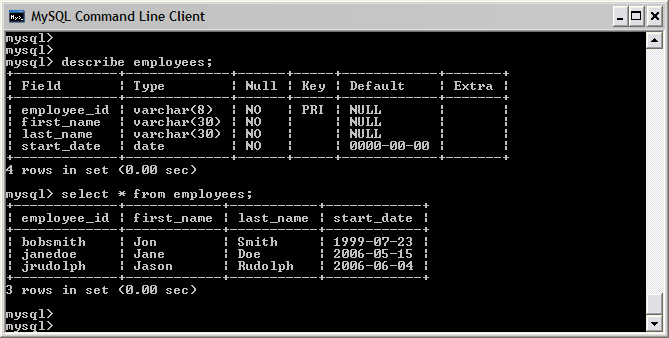 MySQL Command Line Client
mysql>
mysql>
mysql> describe employees;
+-------------+-------------+------+-----+------------+-------+
| Field       | Type        | Null | Key | Default    | Extra |
+-------------+-------------+------+-----+------------+-------+
| employee_id | varchar(8)  | NO   | PRI | NULL       |       |
| first_name  | varchar(30) | NO   |     | NULL       |       |
| last_name   | varchar(30) | NO   |     | NULL       |       |
| start_date  | date        | NO   |     | 0000-00-00 |       |
+-------------+-------------+------+-----+------------+-------+
4 rows in set (0.00 sec)
mysql> select * from employees;
+-------------+------------+-----------+------------+
| employee_id | first_name | last_name | start_date |
+-------------+------------+-----------+------------+
| bobsmith    | Jon        | Smith     | 1999-07-23 |
| janedoe     | Jane       | Doe       | 2006-05-15 |
| jrudolph    | Jason      | Rudolph   | 2006-06-04 |
+-------------+------------+-----------+------------+
3 rows in set (0.00 sec)
mysql>
mysql>